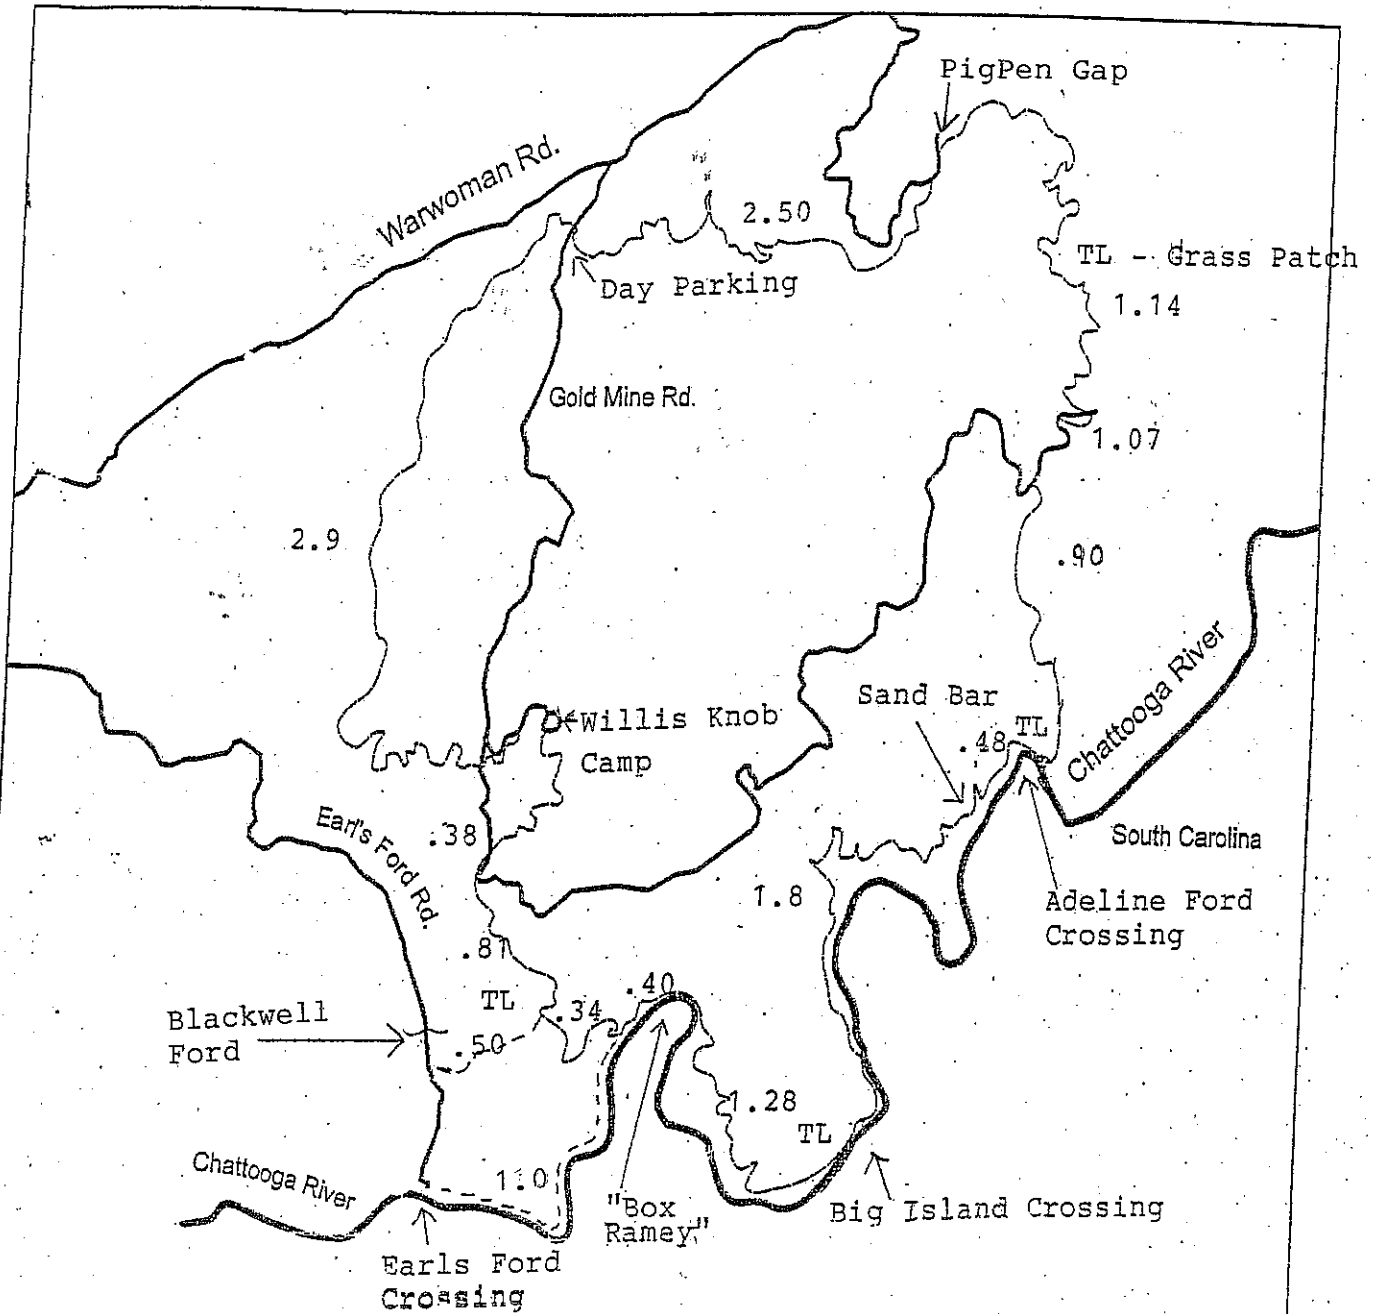 PigPen Gap
Warwoman Rd.
2.50
TL - Grass Patch
Day Parking
1.14
Gold Mine Rd.
1.07
2.9
.90
Chattooga River
Sand Bar
Willis Knob
Camp
TL
.48
Earl's Ford Rd.
.38
South Carolina
1.8
Adeline Ford
Crossing
.81
TL
.40
.34
Blackwell
Ford
.50
1.28
TL
Chattooga River
1.0
"Box
Ramey"
Big Island Crossing
Earls Ford
Crossing